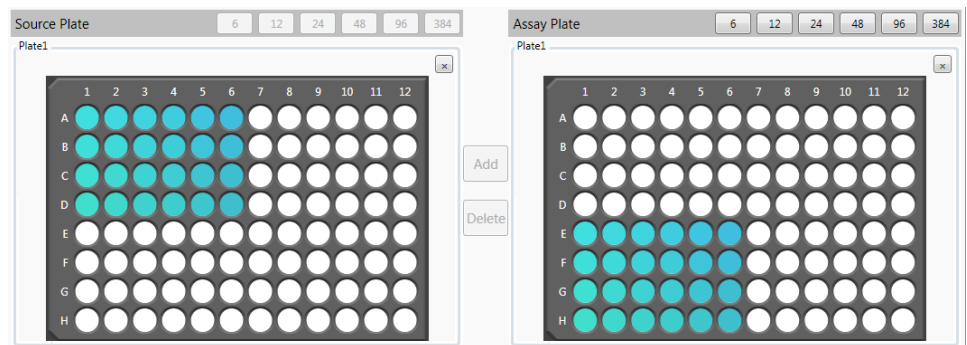 Source Plate 6 12 24 48 96 384
Plate1
x
1 2 3 4 5 6 7 8 9 10 11 12
A
B
C
D
E
F
G
H
Add
Delete
Assay Plate 6 12 24 48 96 384
Plate1
x
1 2 3 4 5 6 7 8 9 10 11 12
A
B
C
D
E
F
G
H